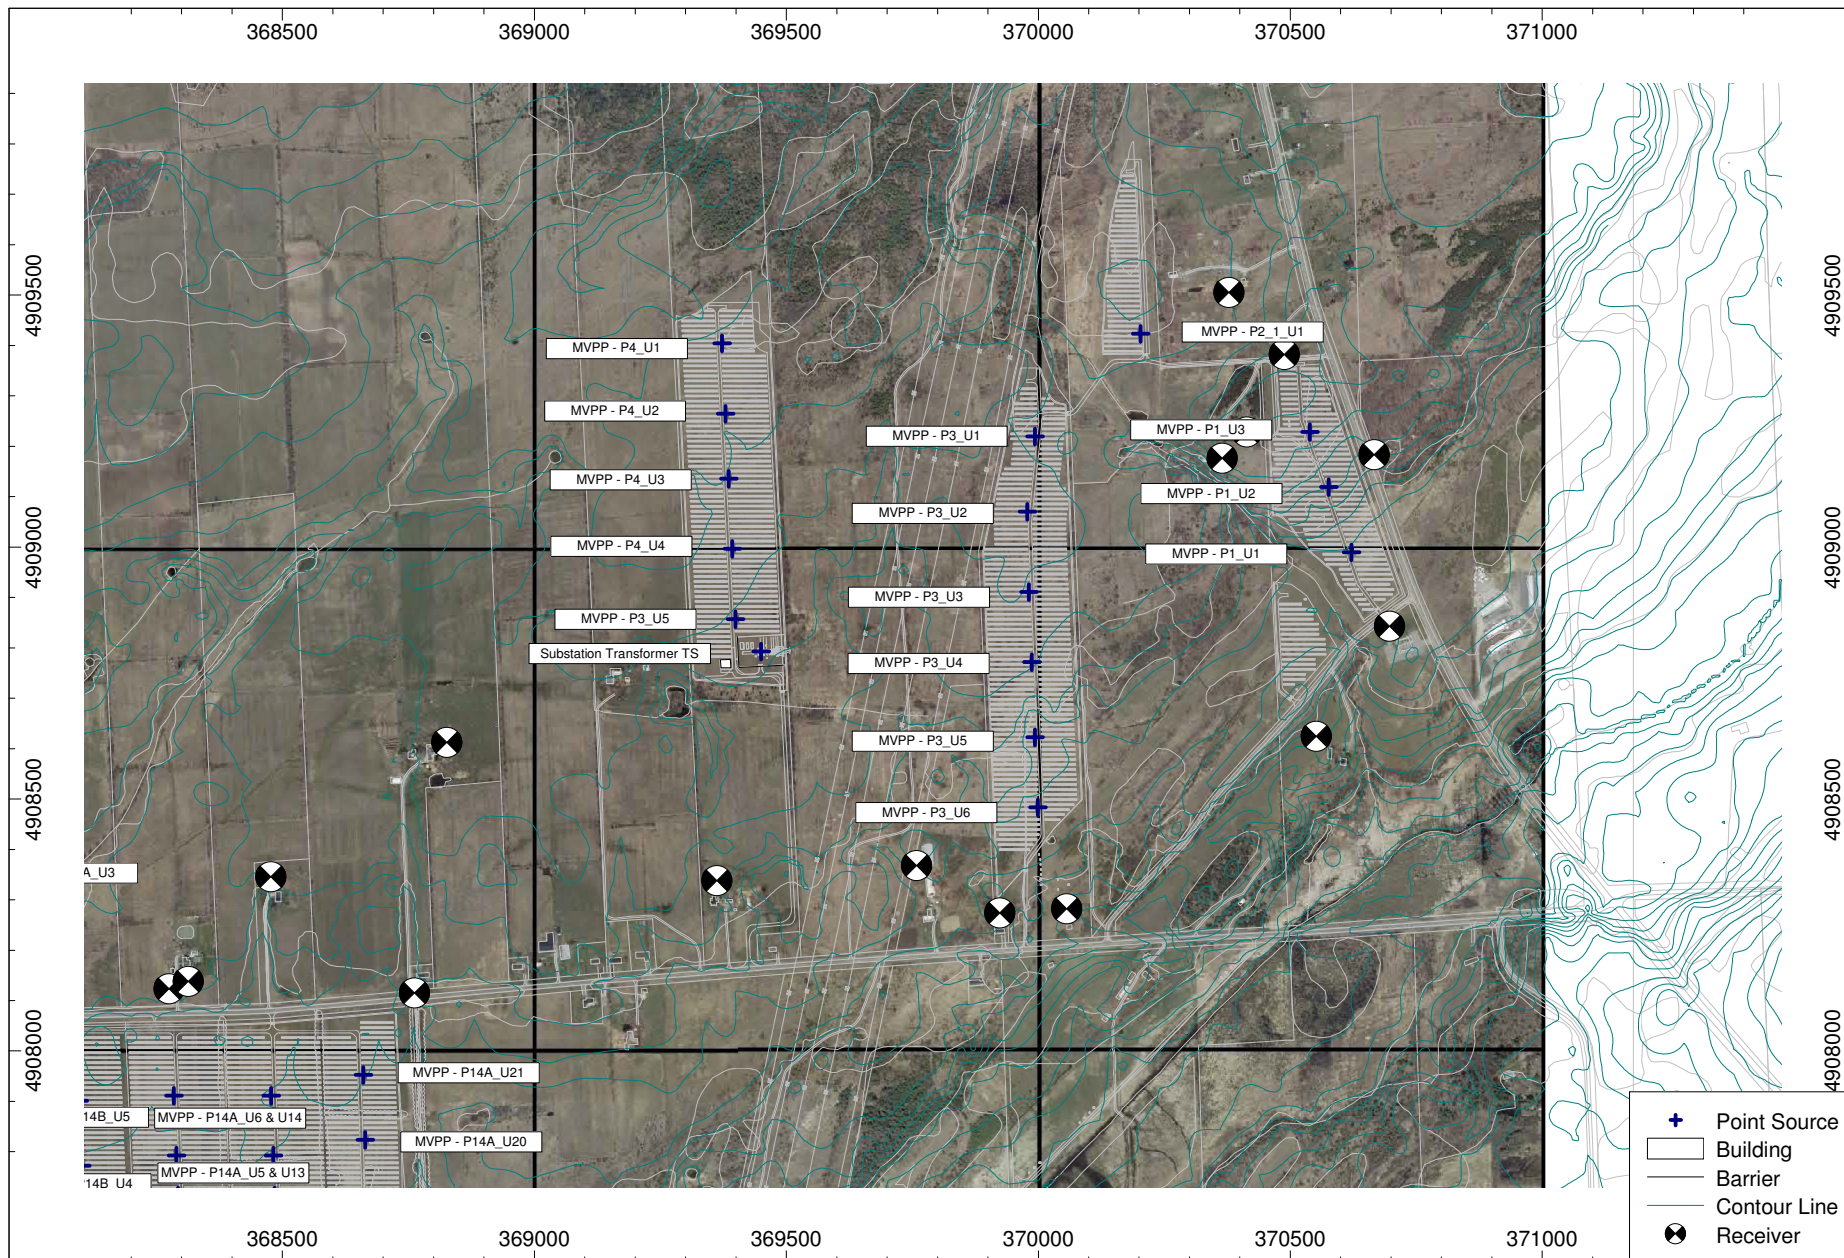 368500 369000 369500 370000 370500 371000
4909500 4909500
MVPP - P2_1_U1
MVPP - P4_U1
MVPP - P4_U2
MVPP - P1_U3
MVPP - P3_U1
MVPP - P4_U3
MVPP - P1_U2
MVPP - P3_U2
MVPP - P4_U4
MVPP - P1_U1
4909000 4909000
MVPP - P3_U3
MVPP - P3_U5
Substation Transformer TS
MVPP - P3_U4
MVPP - P3_U5
MVPP - P3_U6
4908500 4908500
A_U3
4908000 4908000
MVPP - P14A_U21
14B_U5
MVPP - P14A_U6 & U14
MVPP - P14A_U20
MVPP - P14A_U5 & U13
14B_U4
Point Source
Building
Barrier
Contour Line
Receiver
368500 369000 369500 370000 370500 371000